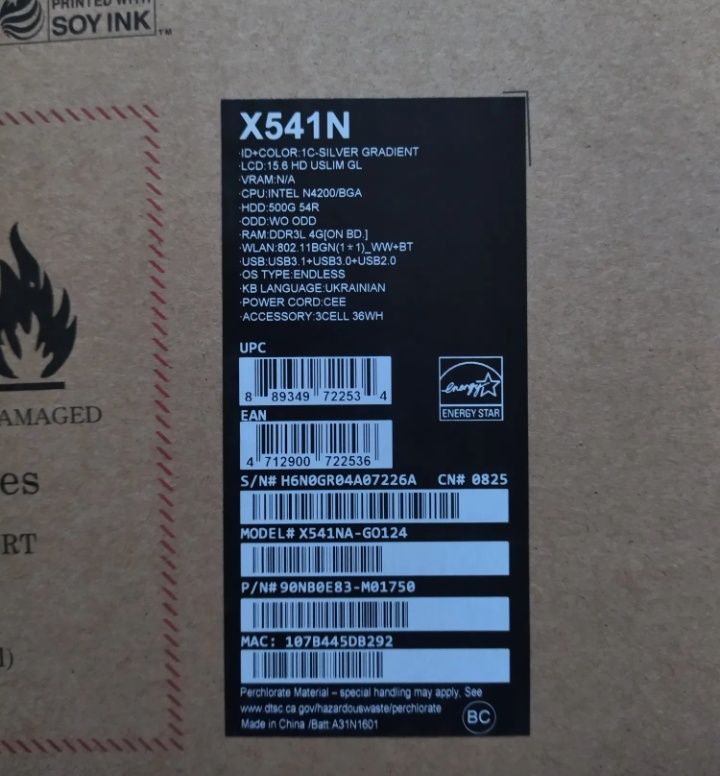 PRINTED WITH
SOY INK™
X541N
·ID+COLOR:1C-SILVER GRADIENT
·LCD:15.6 HD USLIM GL
·VRAM:N/A
·CPU:INTEL N4200/BGA
·HDD:500G 54R
·ODD:WO ODD
·RAM:DDR3L 4G[ON BD.]
·WLAN:802.11BGN(1*1)_WW+BT
·USB:USB3.1+USB3.0+USB2.0
·OS TYPE:ENDLESS
·KB LANGUAGE:UKRAINIAN
·POWER CORD:CEE
·ACCESSORY:3CELL 36WH
UPC
8 89349 72253 4
energy
ENERGY STAR
EAN
4 712900 722536
S/N# H6N0GR04A07226A CN# 0825
MODEL# X541NA-GO124
P/N# 90NB0E83-M01750
MAC: 107B445DB292
Perchlorate Material – special handling may apply. See
www.dtsc.ca.gov/hazardouswaste/perchlorate
Made in China /Batt A31N1601
BC
AMAGED
es
RT
l)